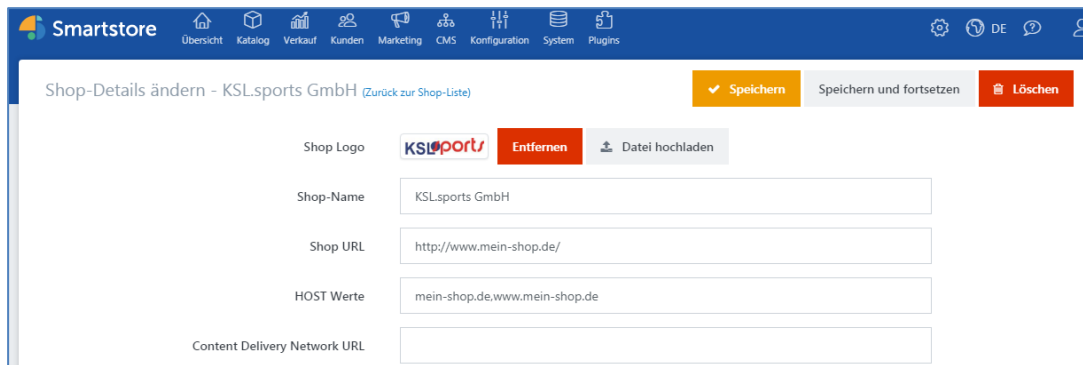 Smartstore
Übersicht Katalog Verkauf Kunden Marketing CMS Konfiguration System Plugins DE
Shop-Details ändern - KSL.sports GmbH (Zurück zur Shop-Liste) Speichern Speichern und fortsetzen Löschen
Shop Logo KSLsports Entfernen Datei hochladen
Shop-Name KSL.sports GmbH
Shop URL http://www.mein-shop.de/
HOST Werte mein-shop.de,www.mein-shop.de
Content Delivery Network URL